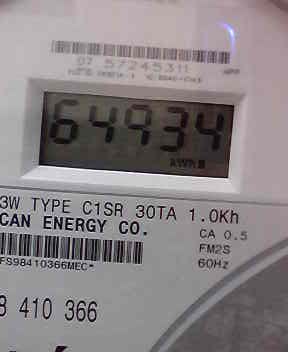 07 57245311
64934
kWhs
3W TYPE C1SR 30TA 1.0Kh
CAN ENERGY CO.
CA 0.5
FM2S
60Hz
FS98410366MEC*
8 410 366